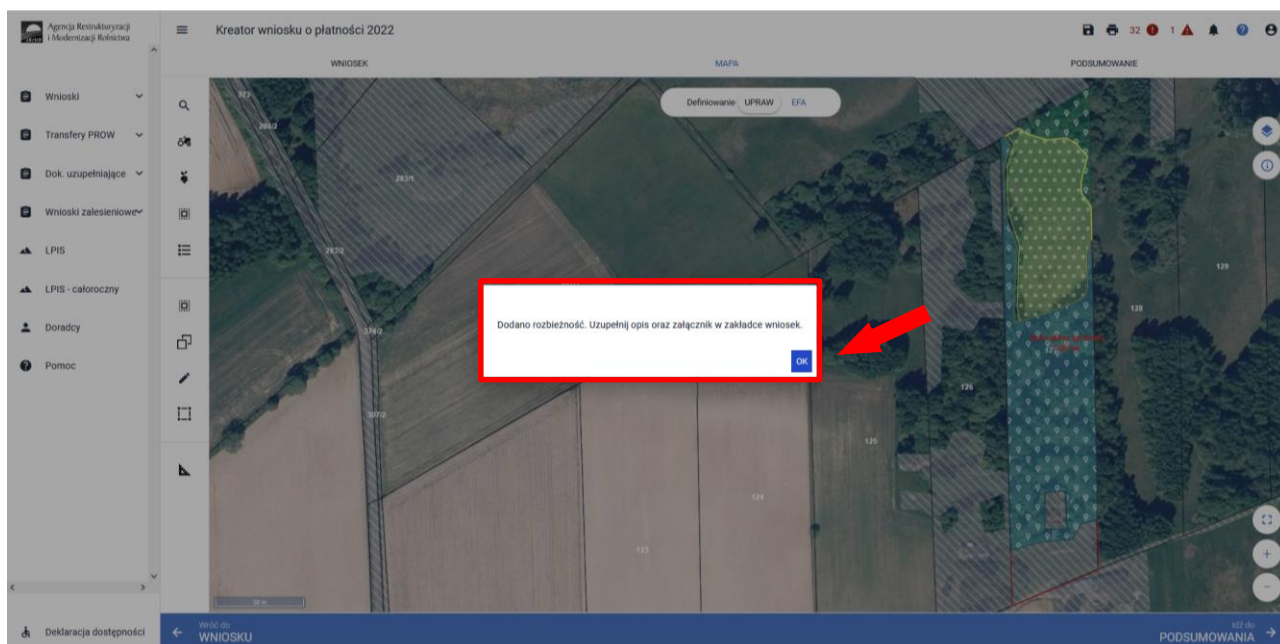 Agencja Restrukturyzacji
i Modernizacji Rolnictwa
Kreator wniosku o płatności 2022
32
1
WNIOSEK
MAPA
PODSUMOWANIE
Definiowanie UPRAW EFA
Wnioski
Transfery PROW
Dok. uzupełniające
Wnioski zalesieniowe
LPIS
LPIS - całoroczny
Doradcy
Pomoc
283/1
129
128
126
125
124
123
Dodano rozbieżność. Uzupełnij opis oraz załącznik w zakładce wniosek.
OK
Deklaracja dostępności
Wróć do
WNIOSKU
Idź do
PODSUMOWANIA